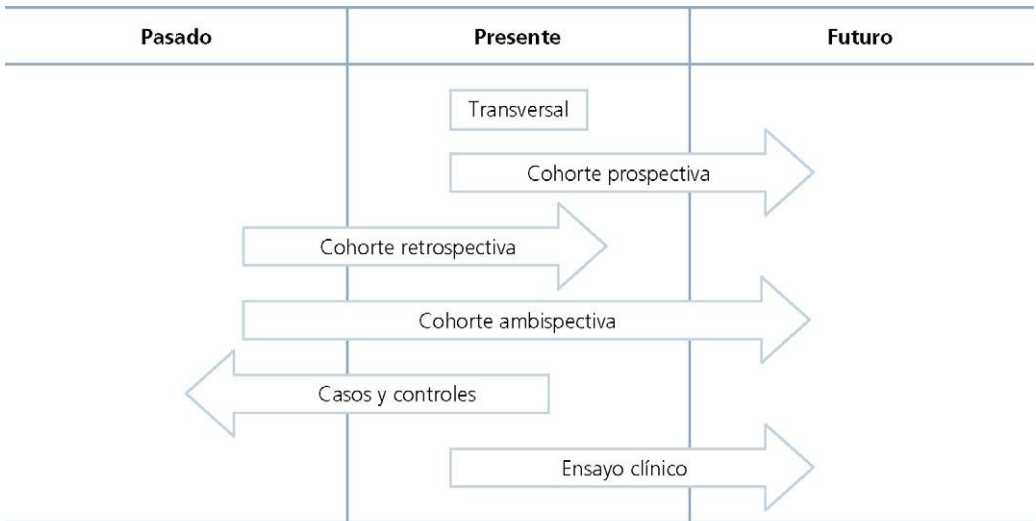 Pasado Presente Futuro
Transversal
Cohorte prospectiva
Cohorte retrospectiva
Cohorte ambispectiva
Casos y controles
Ensayo clínico